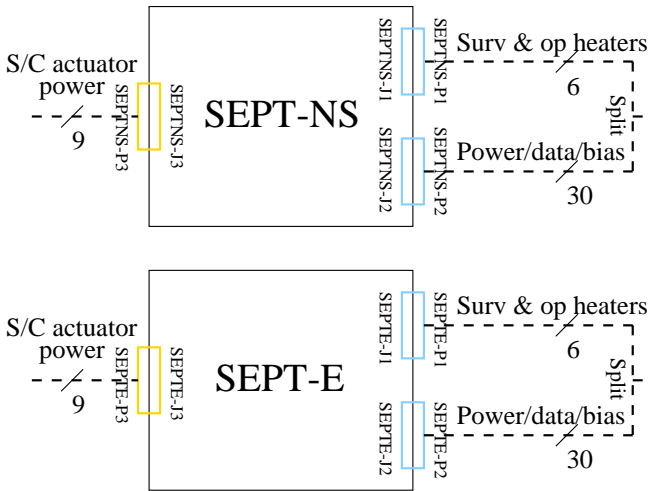 S/C actuator
power
9
SEPTNS-P3
SEPTNS-J3
SEPT-NS
SEPTNS-J1
SEPTNS-P1
Surv & op heaters
6
Split
SEPTNS-J2
SEPTNS-P2
Power/data/bias
30
S/C actuator
power
9
SEPTE-P3
SEPTE-J3
SEPT-E
SEPTE-J1
SEPTE-P1
Surv & op heaters
6
Split
SEPTE-J2
SEPTE-P2
Power/data/bias
30